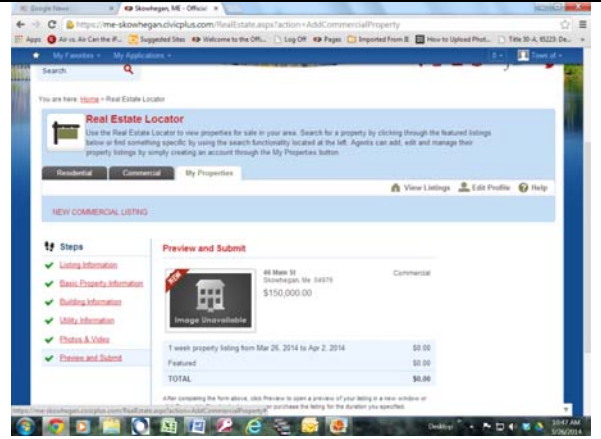 Google News
Skowhegan, ME - Official
https://me-skowhegan.civicplus.com/RealEstate.aspx?action=AddCommercialProperty
Apps
Suggested Sites
Welcome to the Offi...
Log Off
Pages
Imported From IE
How to Upload Phot...
My Favorites
My Applications
Search
You are here: Home > Real Estate Locator
Real Estate Locator
Use the Real Estate Locator to view properties for sale in your area. Search for a property by clicking through the featured listings
below or find something specific by using the search functionality located at the left. Agents can add, edit and manage their
property listings by simply creating an account through the My Properties button.
Residential
Commercial
My Properties
View Listings
Edit Profile
Help
NEW COMMERCIAL LISTING
Steps
Listing Information
Basic Property Information
Building Information
Utility Information
Photos & Video
Preview and Submit
Preview and Submit
NEW
Image Unavailable
Main St
Skowhegan, Me 04976
$150,000.00
Commercial
1 week property listing from Mar 26, 2014 to Apr 2, 2014 $0.00
Featured $0.00
TOTAL $0.00
After completing the form above, click Preview to open a preview of your listing in a new window or
purchase the listing for the duration you specified.
https://me-skowhegan.civicplus.com/RealEstate.aspx?action=AddCommercialProperty#
Desktop
10:47 AM
3/26/2014